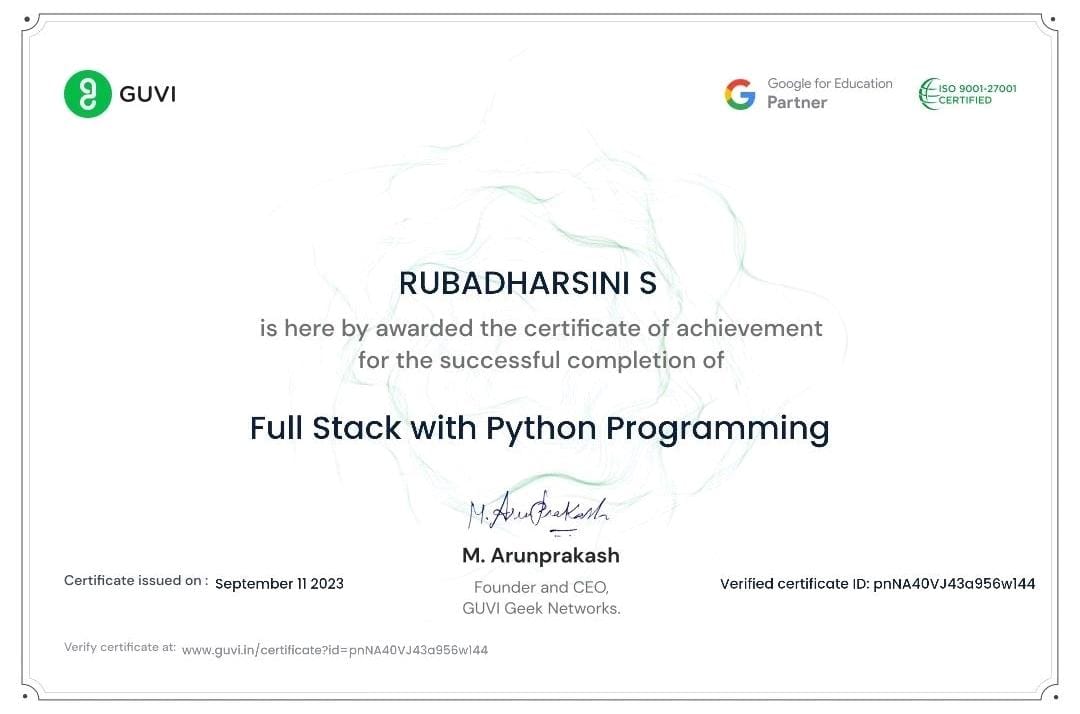 GUVI
Google for Education
Partner
ISO 9001-27001
CERTIFIED
RUBADHARSINI S
is here by awarded the certificate of achievement
for the successful completion of
Full Stack with Python Programming
M. ArunPrakash
M. Arunprakash
Founder and CEO,
GUVI Geek Networks.
Certificate issued on : September 11 2023
Verified certificate ID: pnNA40VJ43a956w144
Verify certificate at: www.guvi.in/certificate?id=pnNA40VJ43a956w144